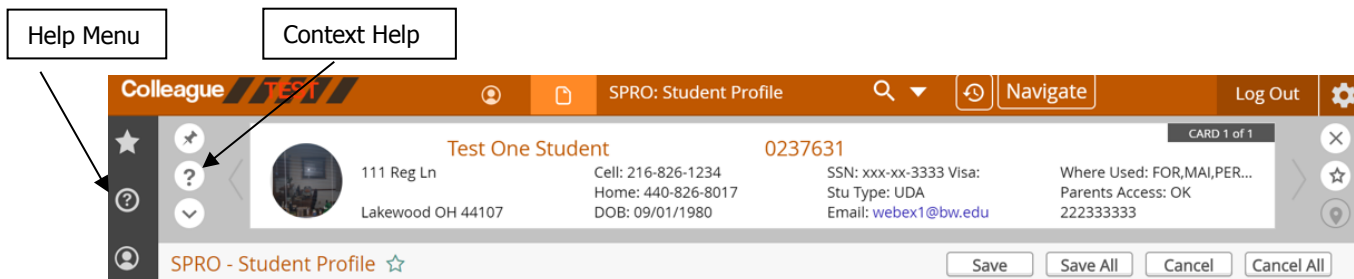 Help Menu
Context Help
Colleague TEST
SPRO: Student Profile
Navigate
Log Out
CARD 1 of 1
Test One Student 0237631
111 Reg Ln Cell: 216-826-1234 SSN: xxx-xx-3333 Visa: Where Used: FOR,MAI,PER...
Home: 440-826-8017 Stu Type: UDA Parents Access: OK
Lakewood OH 44107 DOB: 09/01/1980 Email: webex1@bw.edu 222333333
SPRO - Student Profile Save Save All Cancel Cancel All